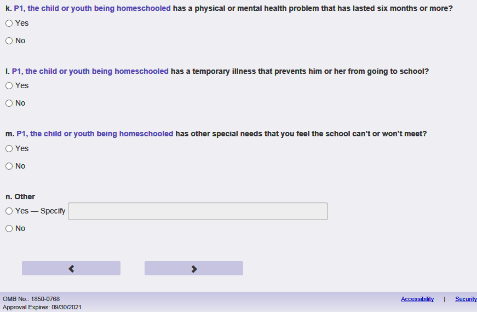 k. P1, the child or youth being homeschooled has a physical or mental health problem that has lasted six months or more?
Yes
No
l. P1, the child or youth being homeschooled has a temporary illness that prevents him or her from going to school?
Yes
No
m. P1, the child or youth being homeschooled has other special needs that you feel the school can't or won't meet?
Yes
No
n. Other
Yes — Specify
No
OMB No.: 1850-0768 Accessibility | Security
Approval Expires: 09/30/2021